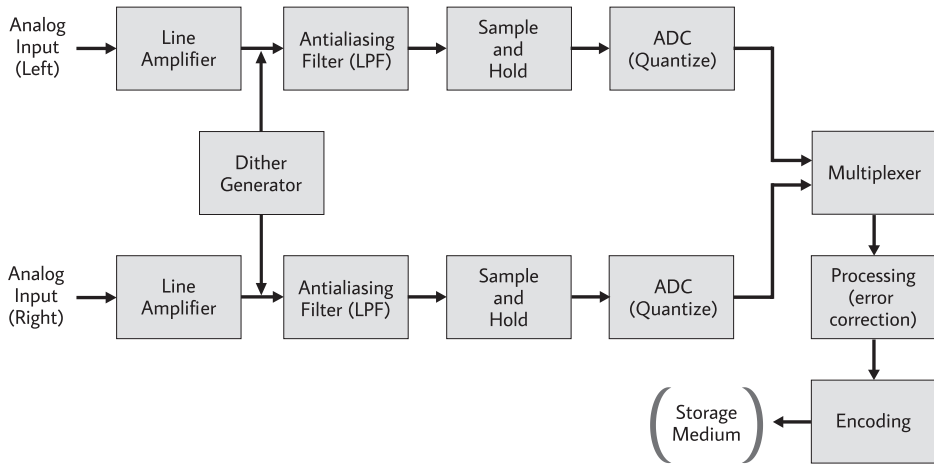 Analog
Input
(Left)
Line
Amplifier
Antialiasing
Filter (LPF)
Sample
and
Hold
ADC
(Quantize)
Dither
Generator
Multiplexer
Analog
Input
(Right)
Line
Amplifier
Antialiasing
Filter (LPF)
Sample
and
Hold
ADC
(Quantize)
Processing
(error
correction)
Storage
Medium
Encoding